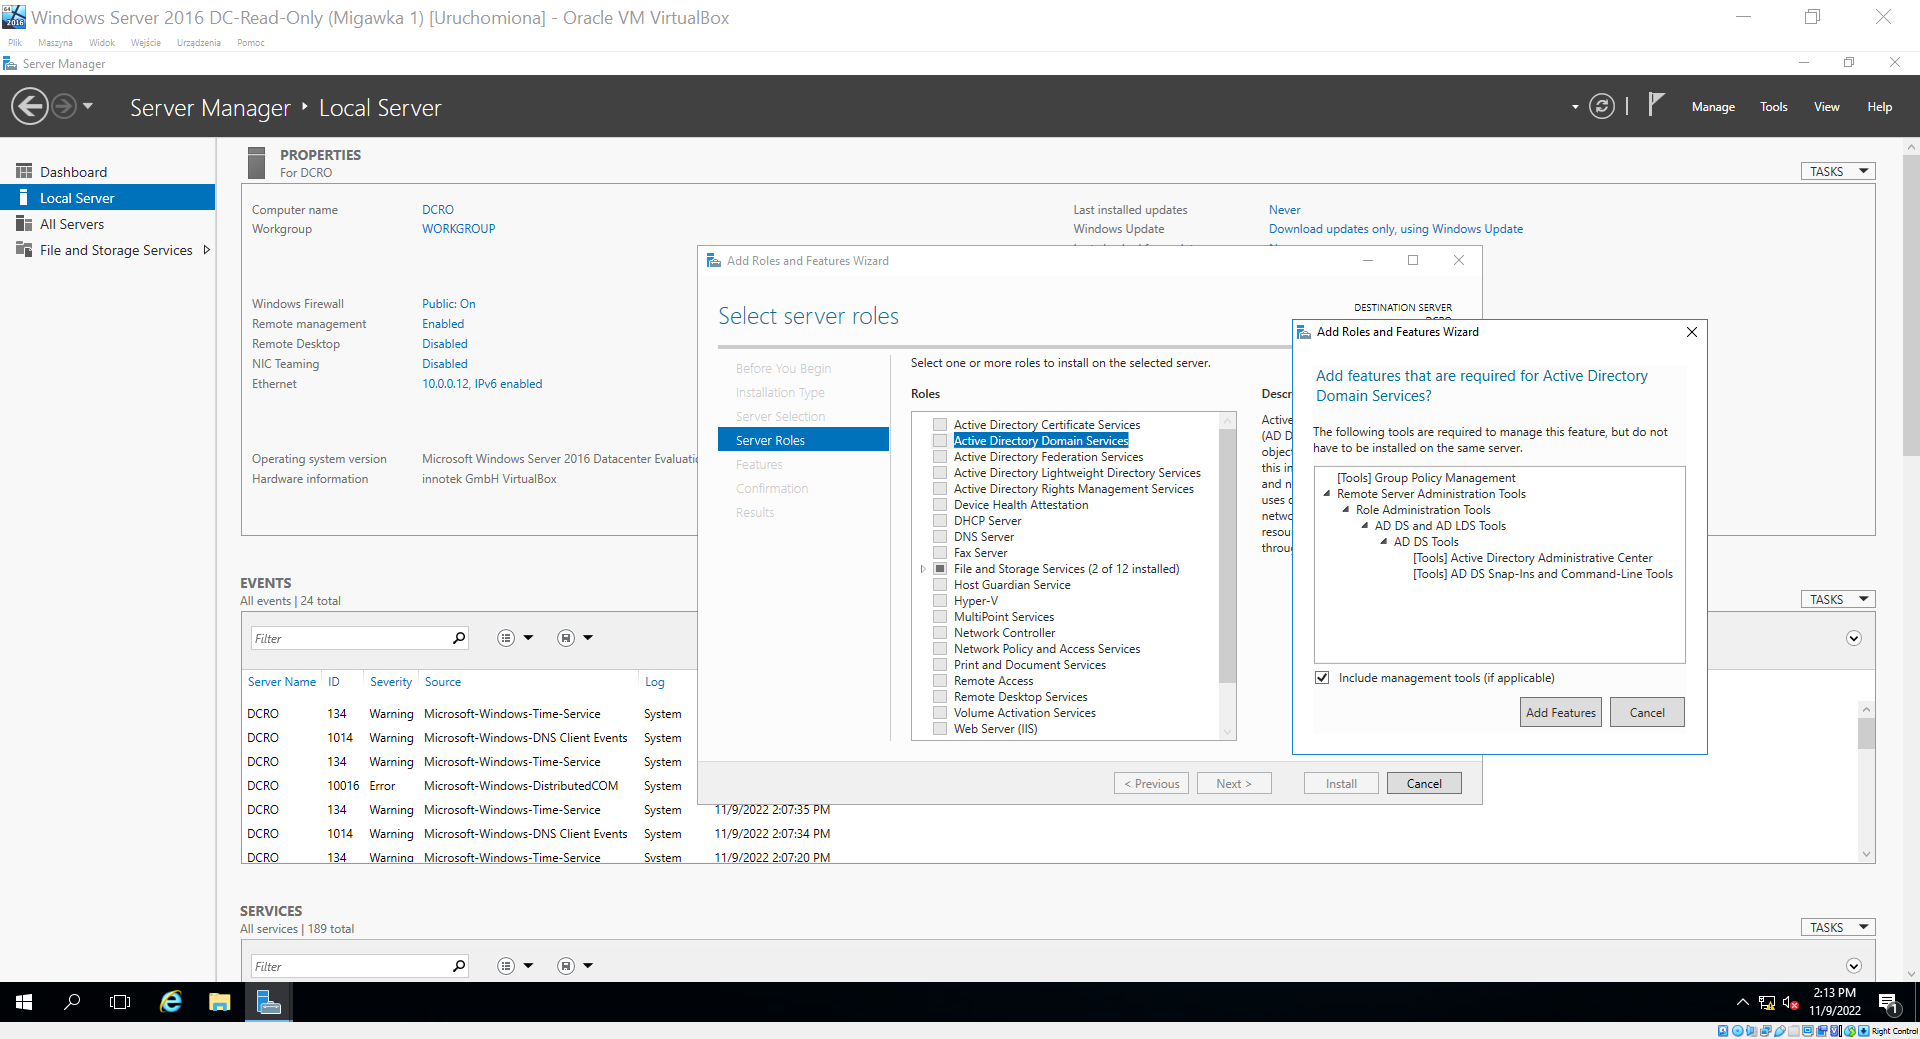 Windows Server 2016 DC-Read-Only (Migawka 1) [Uruchomiona] - Oracle VM VirtualBox
Plik Maszyna Widok Wejście Urządzenia Pomoc
Server Manager
Server Manager ‣ Local Server
Manage Tools View Help
Dashboard
Local Server
All Servers
File and Storage Services
PROPERTIES
For DCRO
TASKS
Computer name DCRO
Workgroup WORKGROUP
Last installed updates Never
Windows Update Download updates only, using Windows Update
Windows Firewall Public: On
Remote management Enabled
Remote Desktop Disabled
NIC Teaming Disabled
Ethernet 10.0.0.12, IPv6 enabled
Operating system version Microsoft Windows Server 2016 Datacenter
Hardware information innotek GmbH VirtualBox
EVENTS
All events | 24 total
TASKS
Filter
Server Name ID Severity Source Log
DCRO 134 Warning Microsoft-Windows-Time-Service System
DCRO 1014 Warning Microsoft-Windows-DNS Client Events System
DCRO 134 Warning Microsoft-Windows-Time-Service System
DCRO 10016 Error Microsoft-Windows-DistributedCOM System
DCRO 134 Warning Microsoft-Windows-Time-Service System 11/9/2022 2:07:35 PM
DCRO 1014 Warning Microsoft-Windows-DNS Client Events System 11/9/2022 2:07:34 PM
DCRO 134 Warning Microsoft-Windows-Time-Service System 11/9/2022 2:07:20 PM
SERVICES
All services | 189 total
TASKS
Filter
Add Roles and Features Wizard
Select server roles
DESTINATION SERVER
Before You Begin
Installation Type
Server Selection
Server Roles
Features
Confirmation
Results
Select one or more roles to install on the selected server.
Roles
Active Directory Certificate Services
Active Directory Domain Services
Active Directory Federation Services
Active Directory Lightweight Directory Services
Active Directory Rights Management Services
Device Health Attestation
DHCP Server
DNS Server
Fax Server
File and Storage Services (2 of 12 installed)
Host Guardian Service
Hyper-V
MultiPoint Services
Network Controller
Network Policy and Access Services
Print and Document Services
Remote Access
Remote Desktop Services
Volume Activation Services
Web Server (IIS)
Active
(AD D
this in
and n
< Previous Next > Install Cancel
Add Roles and Features Wizard
Add features that are required for Active Directory
Domain Services?
The following tools are required to manage this feature, but do not
have to be installed on the same server.
[Tools] Group Policy Management
Remote Server Administration Tools
Role Administration Tools
AD DS and AD LDS Tools
AD DS Tools
[Tools] Active Directory Administrative Center
[Tools] AD DS Snap-Ins and Command-Line Tools
Include management tools (if applicable)
Add Features Cancel
2:13 PM
11/9/2022
1
Right Control